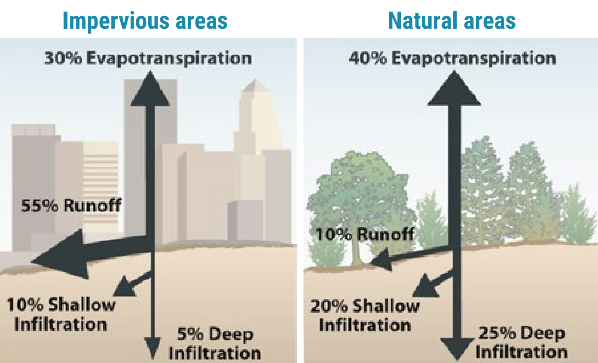 Impervious areas
30% Evapotranspiration
55% Runoff
10% Shallow
Infiltration
5% Deep
Infiltration
Natural areas
40% Evapotranspiration
10% Runoff
20% Shallow
Infiltration
25% Deep
Infiltration